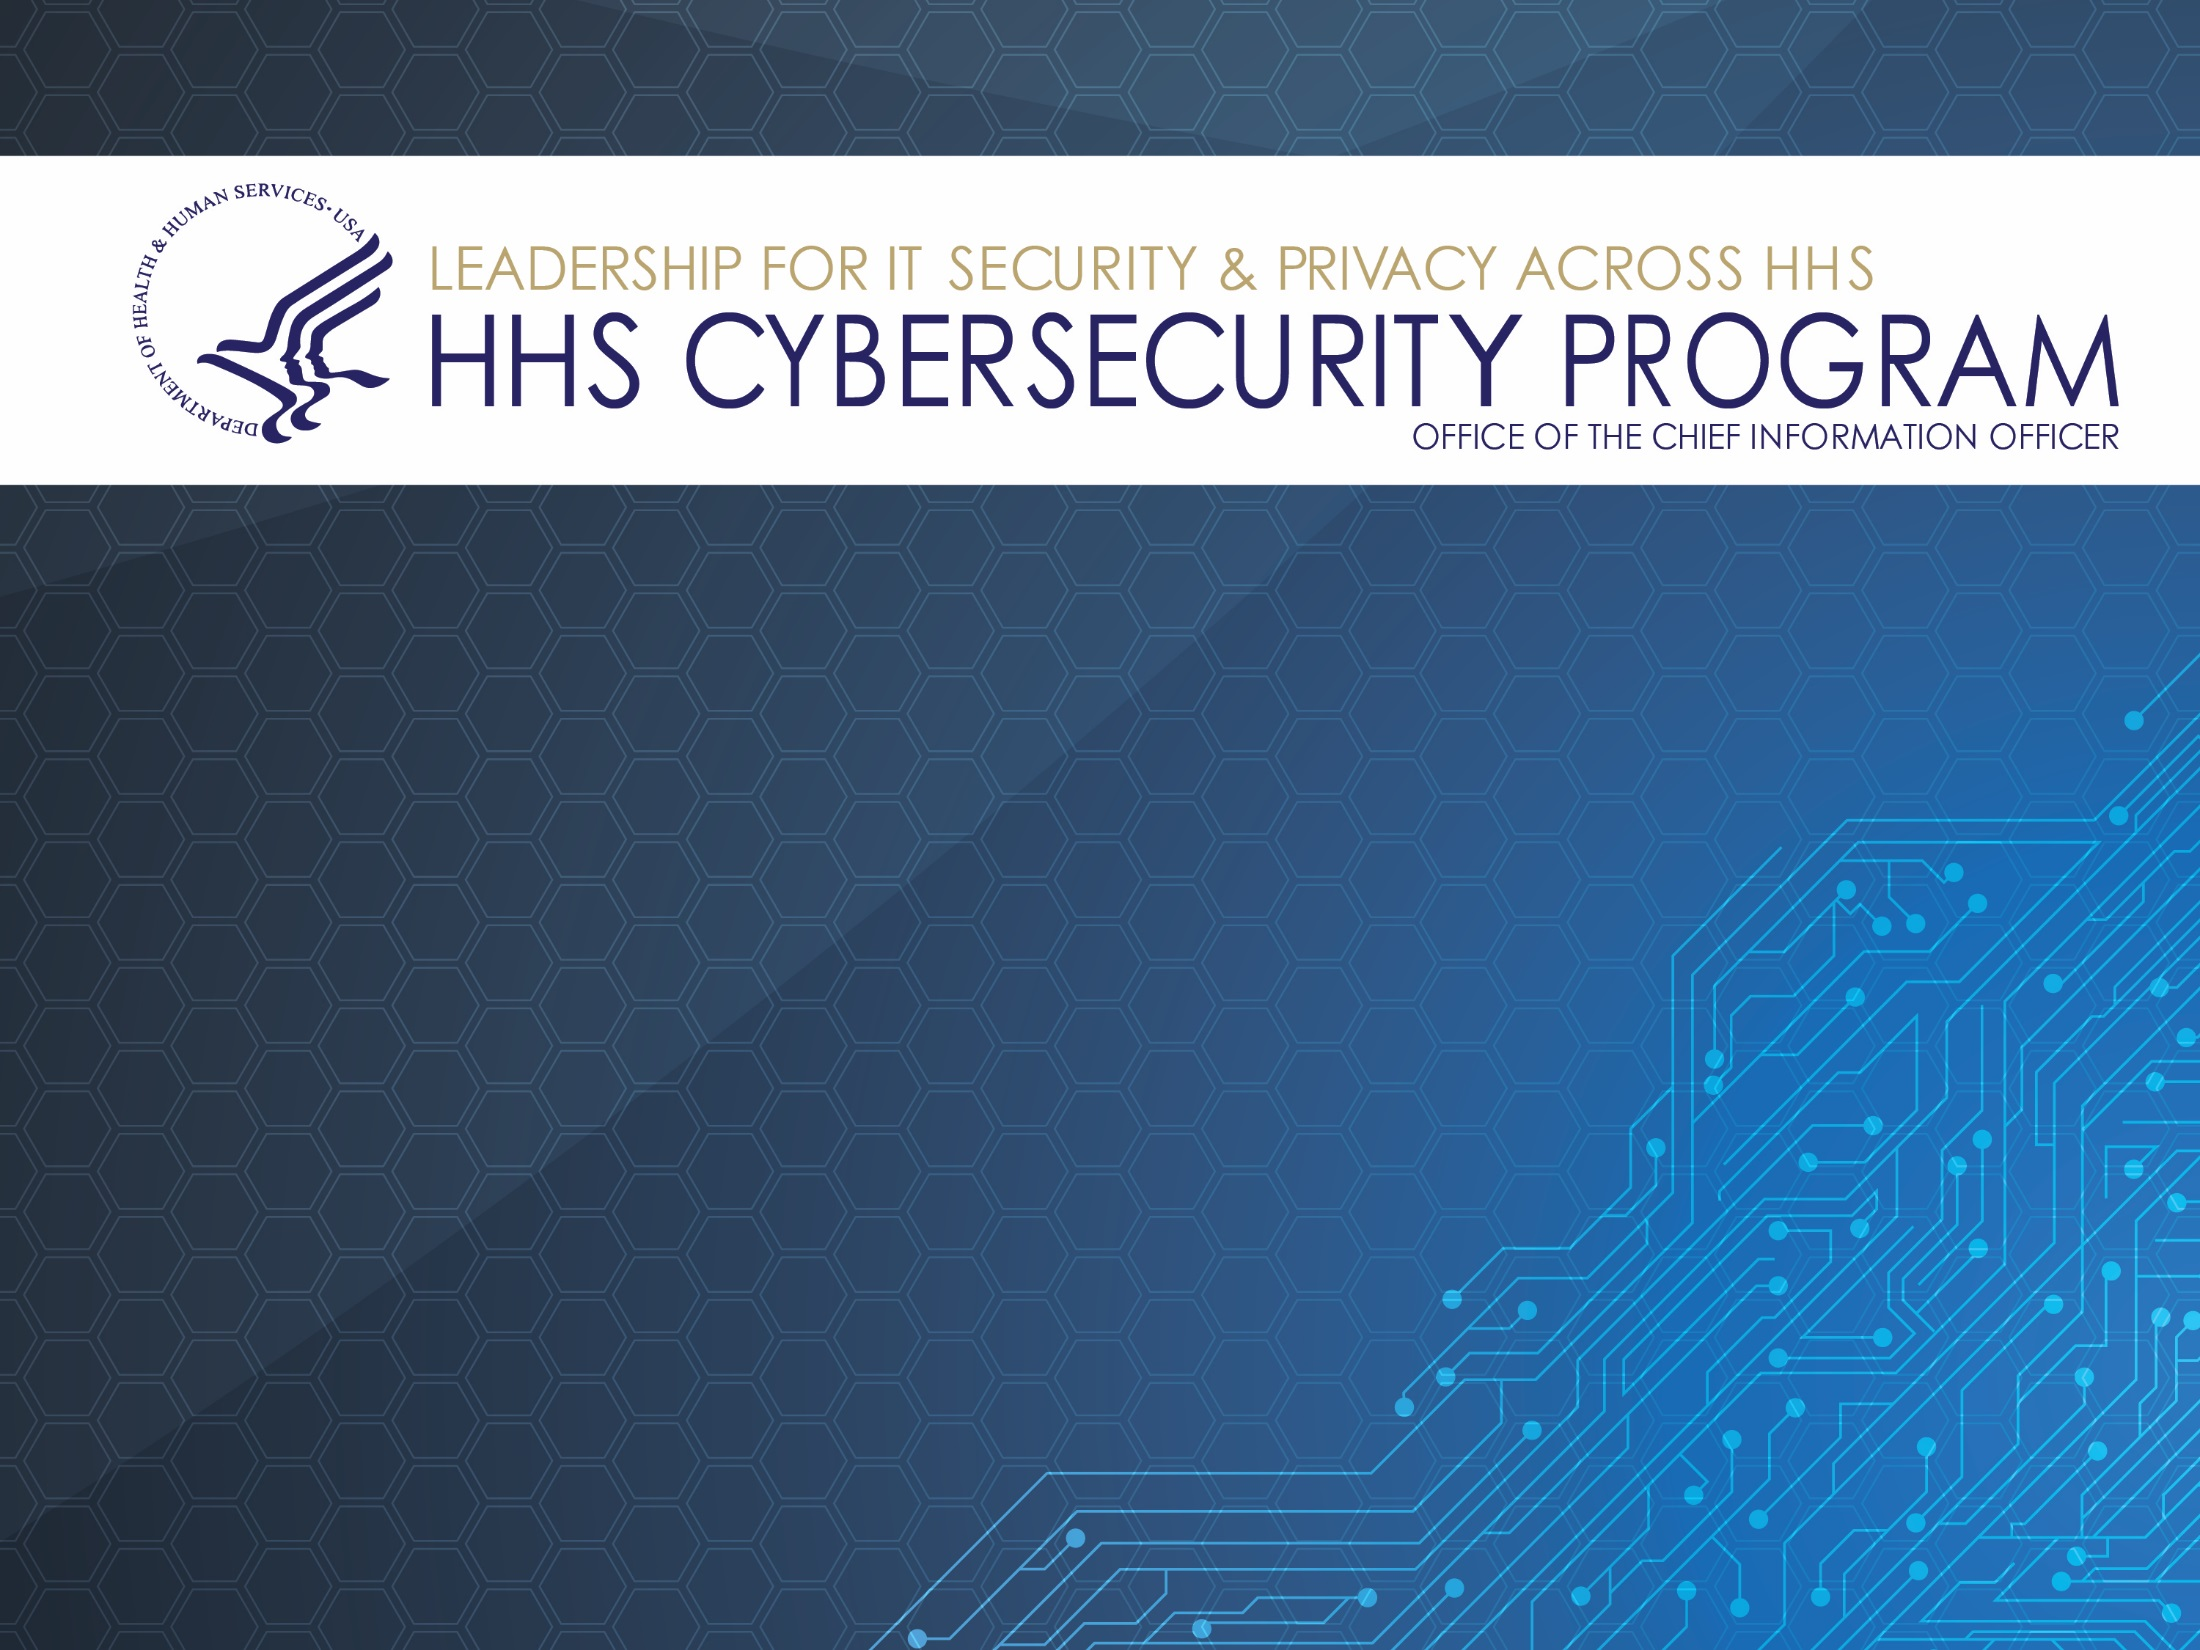 DEPARTMENT OF HEALTH & HUMAN SERVICES • USA
LEADERSHIP FOR IT SECURITY & PRIVACY ACROSS HHS
HHS CYBERSECURITY PROGRAM
OFFICE OF THE CHIEF INFORMATION OFFICER